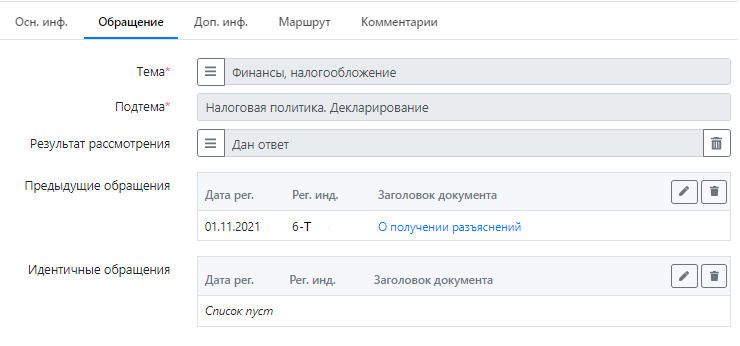 Осн. инф. Обращение Доп. инф. Маршрут Комментарии
Тема* Финансы, налогообложение
Подтема* Налоговая политика. Декларирование
Результат рассмотрения Дан ответ
Предыдущие обращения Дата рег. Рег. инд. Заголовок документа
01.11.2021 6-Т О получении разъяснений
Идентичные обращения Дата рег. Рег. инд. Заголовок документа
Список пуст